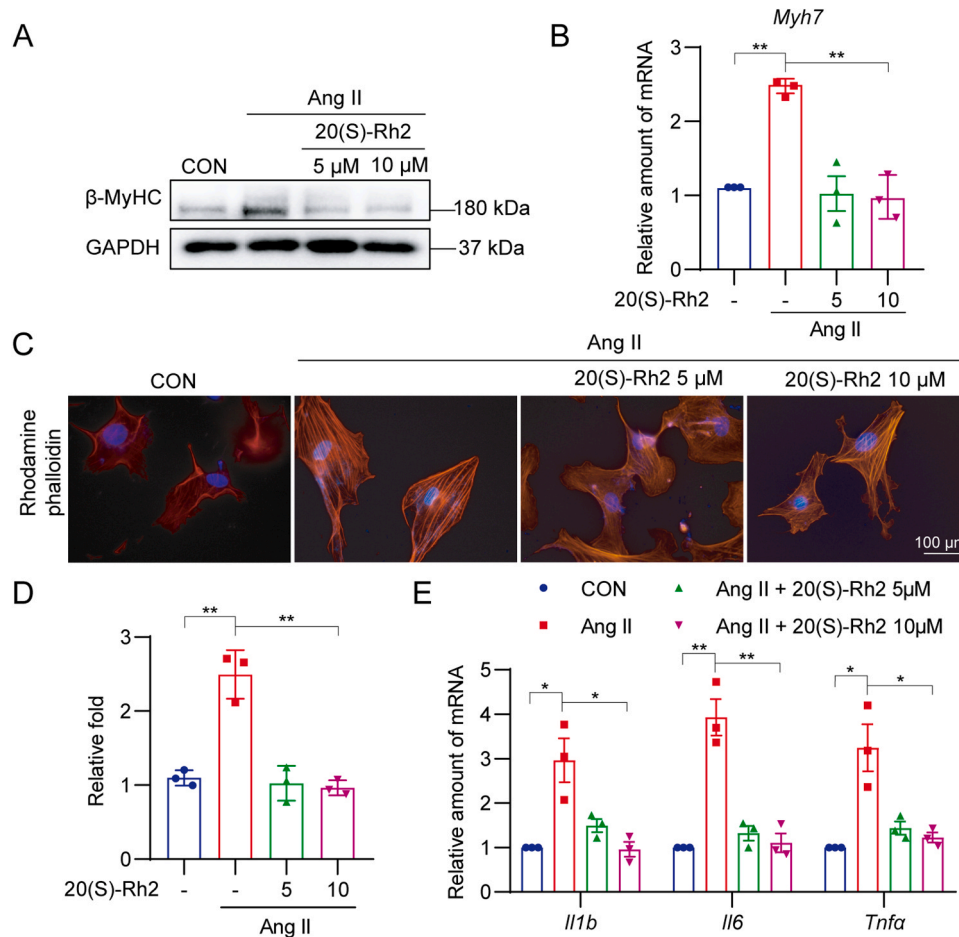 A
Ang II
20(S)-Rh2
CON 5 μM 10 μM
β-MyHC 180 kDa
GAPDH 37 kDa
B
Myh7
Relative amount of mRNA
3
2
1
0
** **
20(S)-Rh2 - - 5 10
Ang II
C
Ang II
CON 20(S)-Rh2 5 μM 20(S)-Rh2 10 μM
Rhodamine
phalloidin
100 μm
D
Relative fold
3
2
1
0
** **
20(S)-Rh2 - - 5 10
Ang II
E
CON Ang II + 20(S)-Rh2 5μM
Ang II Ang II + 20(S)-Rh2 10μM
Relative amount of mRNA
5
4
3
2
1
0
* * ** ** * *
Il1b Il6 Tnfα